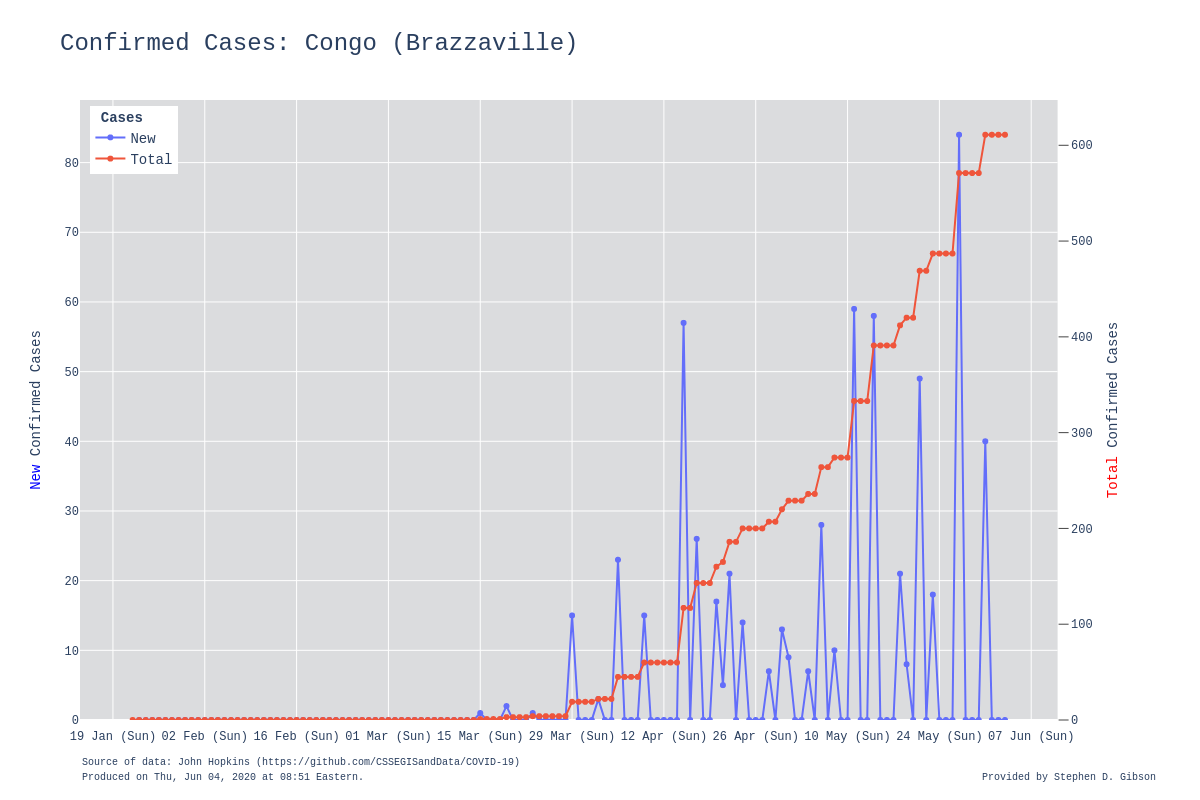 Confirmed Cases: Congo (Brazzaville)
Cases
New
Total
80
70
60
50
40
30
20
10
0
New Confirmed Cases
600
500
400
300
200
100
0
Total Confirmed Cases
19 Jan (Sun) 02 Feb (Sun) 16 Feb (Sun) 01 Mar (Sun) 15 Mar (Sun) 29 Mar (Sun) 12 Apr (Sun) 26 Apr (Sun) 10 May (Sun) 24 May (Sun) 07 Jun (Sun)
Source of data: John Hopkins (https://github.com/CSSEGISandData/COVID-19)
Produced on Thu, Jun 04, 2020 at 08:51 Eastern.
Provided by Stephen D. Gibson